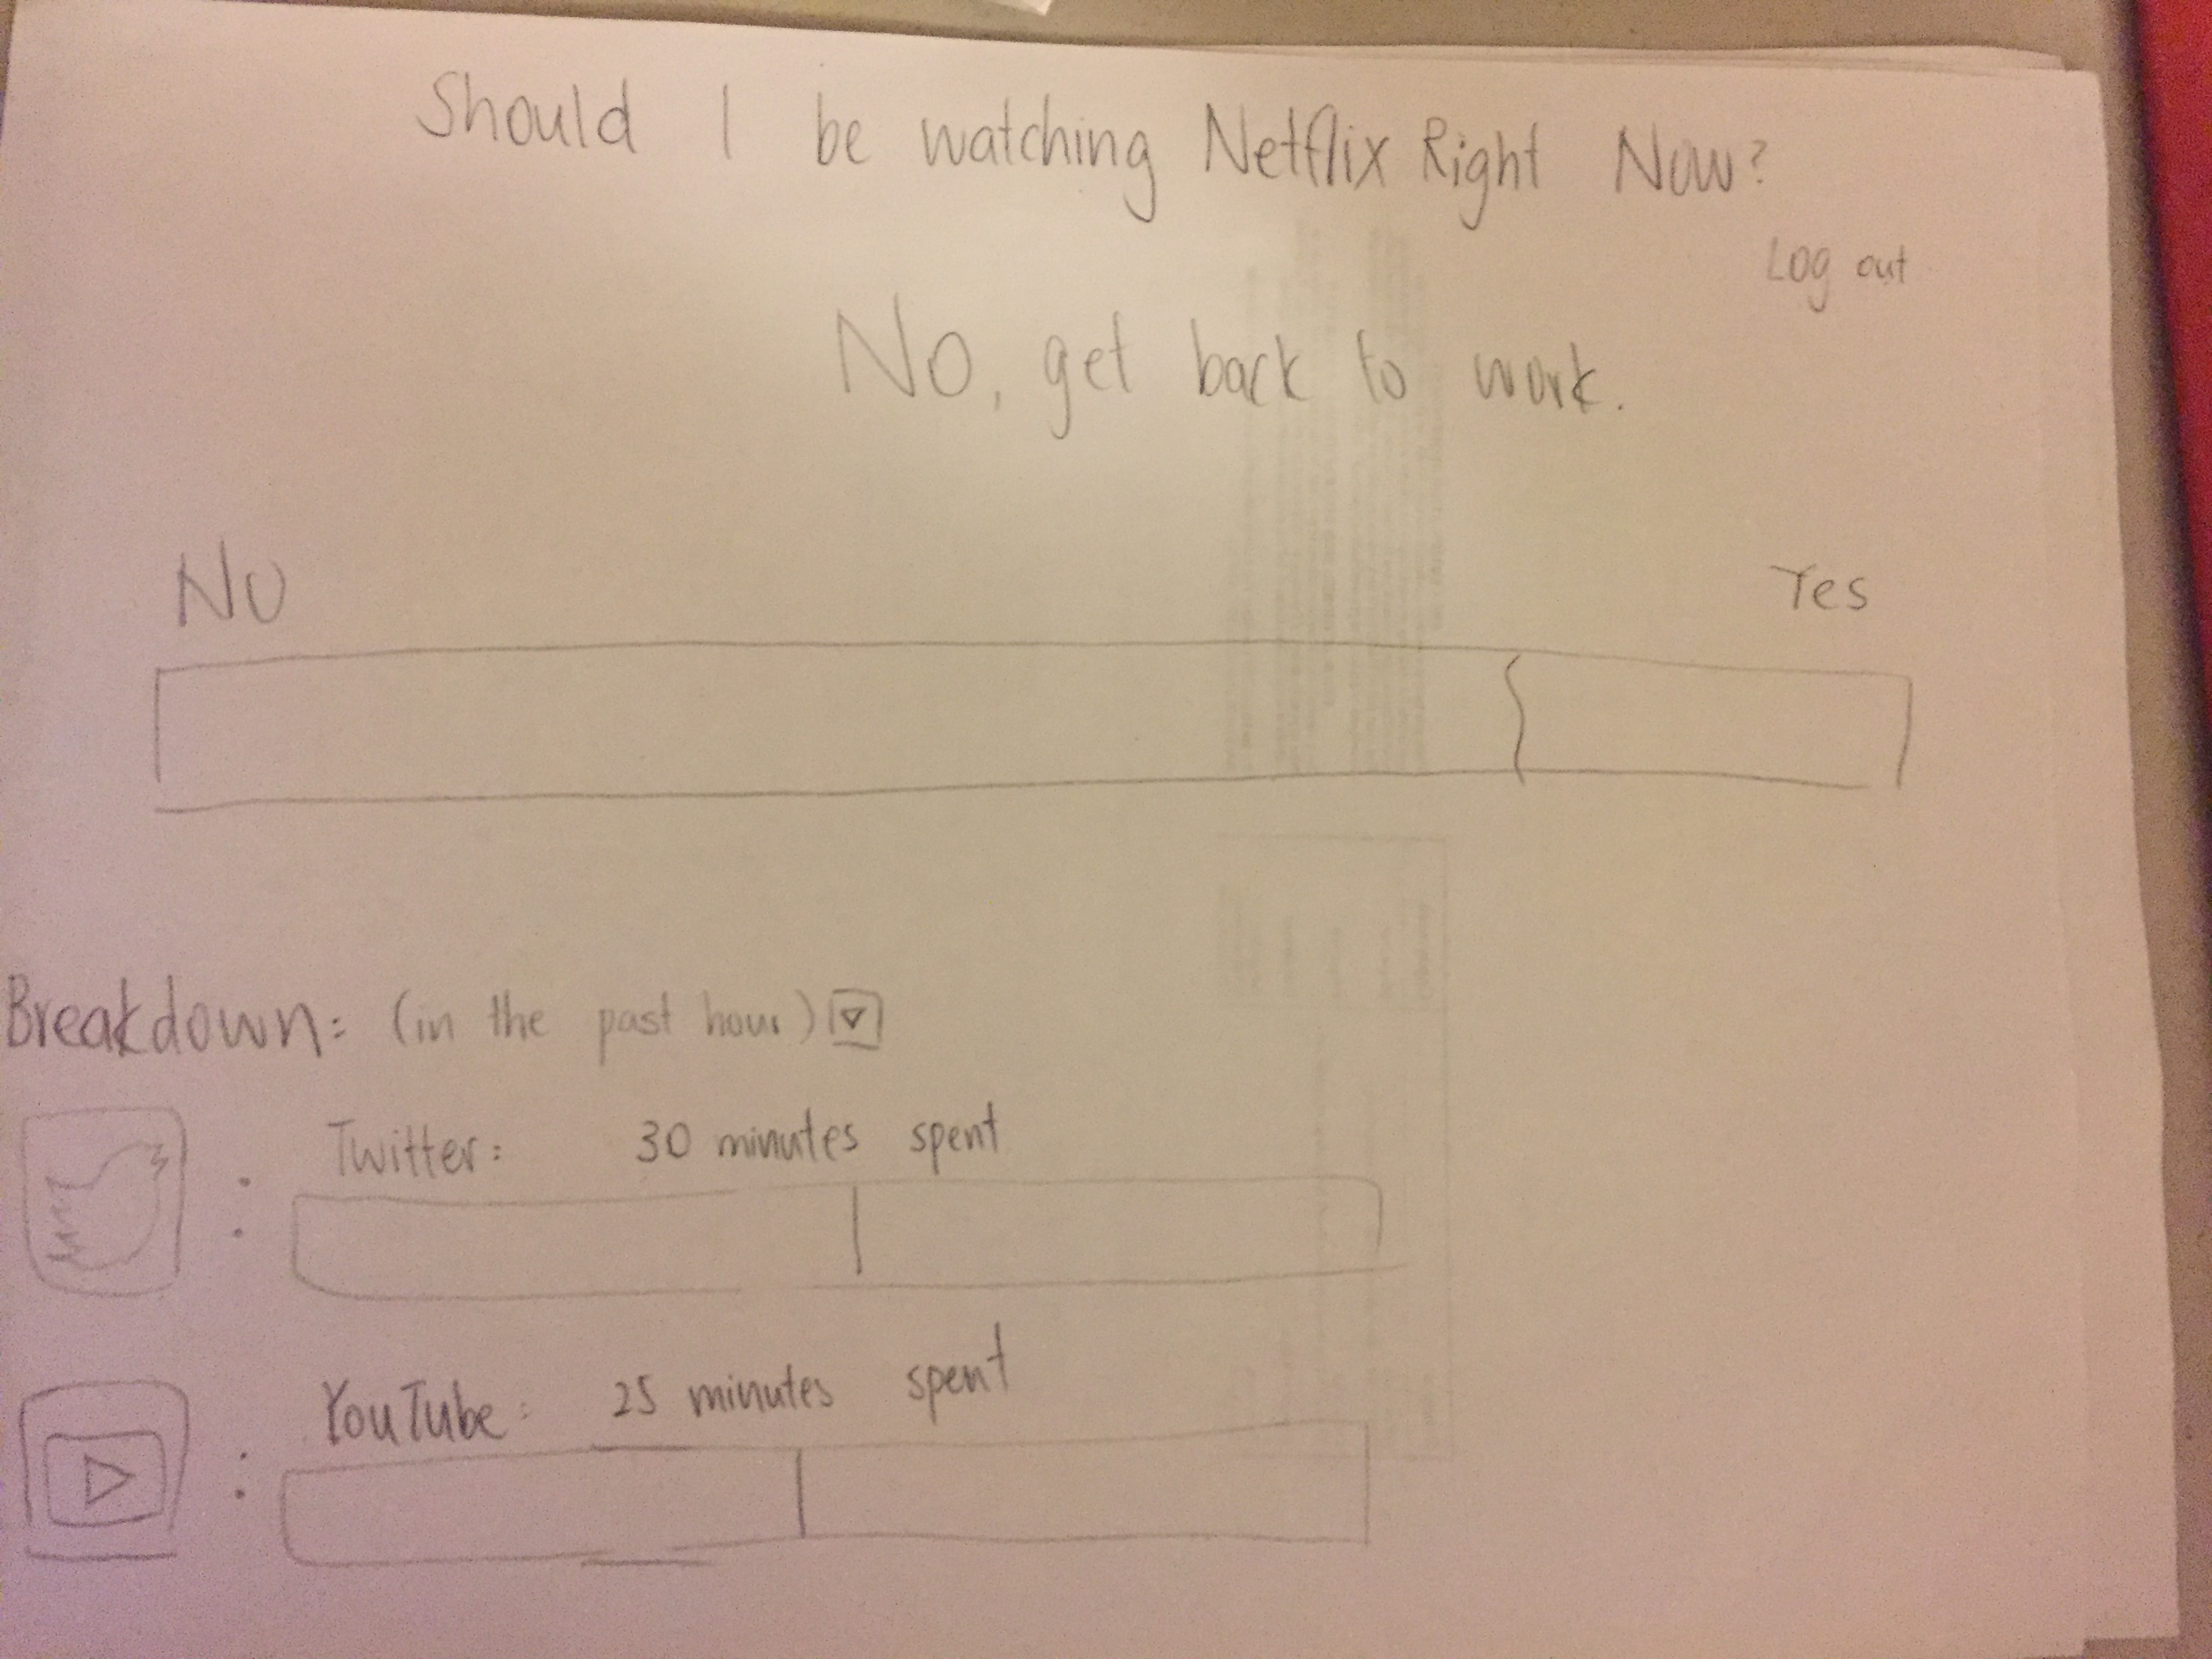 Should I be watching Netflix Right Now?
Log out
No, get back to work.
No Yes
Breakdown: (in the past hour)
Twitter: 30 minutes spent
:
YouTube: 25 minutes spent
: